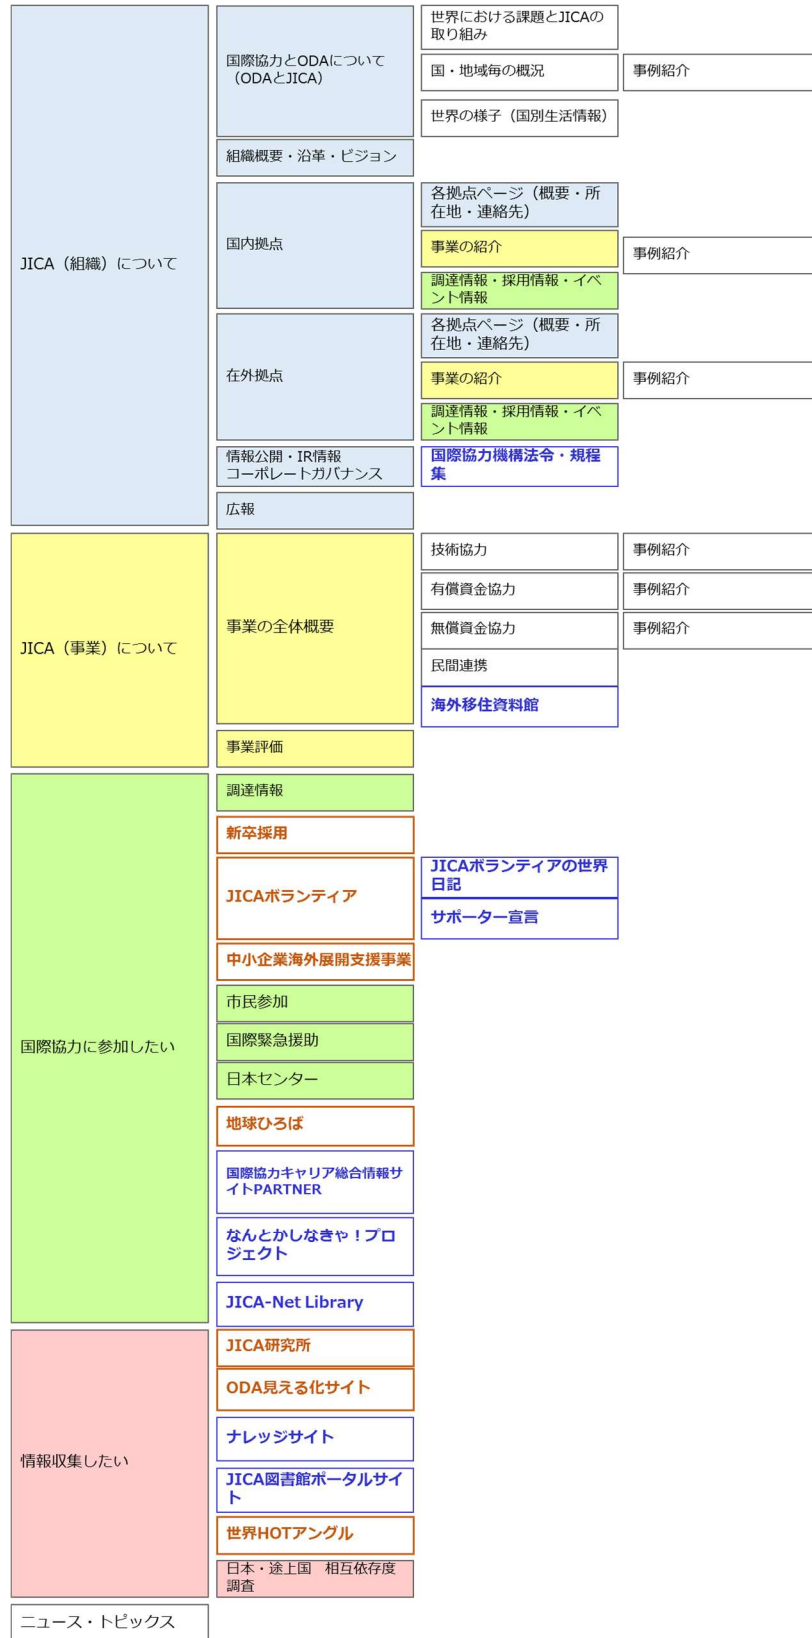 JICA（組織）について
国際協力とODAについて
（ODAとJICA）
世界における課題とJICAの
取り組み
国・地域毎の概況
事例紹介
世界の様子（国別生活情報）
組織概要・沿革・ビジョン
国内拠点
各拠点ページ（概要・所
在地・連絡先）
事業の紹介
事例紹介
調達情報・採用情報・イベ
ント情報
在外拠点
各拠点ページ（概要・所
在地・連絡先）
事業の紹介
事例紹介
調達情報・採用情報・イベ
ント情報
情報公開・IR情報
コーポレートガバナンス
国際協力機構法令・規程
集
広報
JICA（事業）について
事業の全体概要
技術協力
事例紹介
有償資金協力
事例紹介
無償資金協力
事例紹介
民間連携
海外移住資料館
事業評価
国際協力に参加したい
調達情報
新卒採用
JICAボランティア
JICAボランティアの世界
日記
サポーター宣言
中小企業海外展開支援事業
市民参加
国際緊急援助
日本センター
地球ひろば
国際協力キャリア総合情報サ
イトPARTNER
なんとかしなきゃ！プロ
ジェクト
JICA-Net Library
情報収集したい
JICA研究所
ODA見える化サイト
ナレッジサイト
JICA図書館ポータルサイ
ト
世界HOTアングル
日本・途上国　相互依存度
調査
ニュース・トピックス